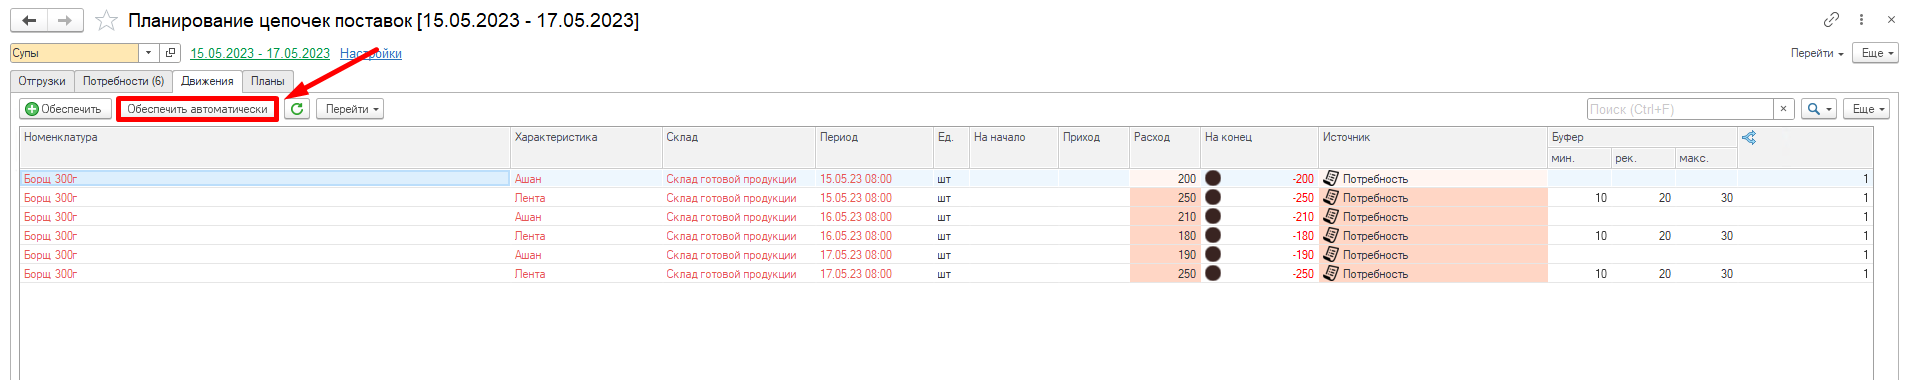 Планирование цепочек поставок [15.05.2023 - 17.05.2023]
Супы 15.05.2023 - 17.05.2023 Настройки Перейти Еще
Отгрузки Потребности (6) Движения Планы
Обеспечить Обеспечить автоматически Перейти Поиск (Ctrl+F) × Еще
Номенклатура Характеристика Склад Период Ед. На начало Приход Расход На конец Источник Буфер
мин. рек. макс.
Борщ 300г Ашан Склад готовой продукции 15.05.23 08:00 шт 200 -200 Потребность 1
Борщ 300г Лента Склад готовой продукции 15.05.23 08:00 шт 250 -250 Потребность 10 20 30 1
Борщ 300г Ашан Склад готовой продукции 16.05.23 08:00 шт 210 -210 Потребность 1
Борщ 300г Лента Склад готовой продукции 16.05.23 08:00 шт 180 -180 Потребность 10 20 30 1
Борщ 300г Ашан Склад готовой продукции 17.05.23 08:00 шт 190 -190 Потребность 1
Борщ 300г Лента Склад готовой продукции 17.05.23 08:00 шт 250 -250 Потребность 10 20 30 1